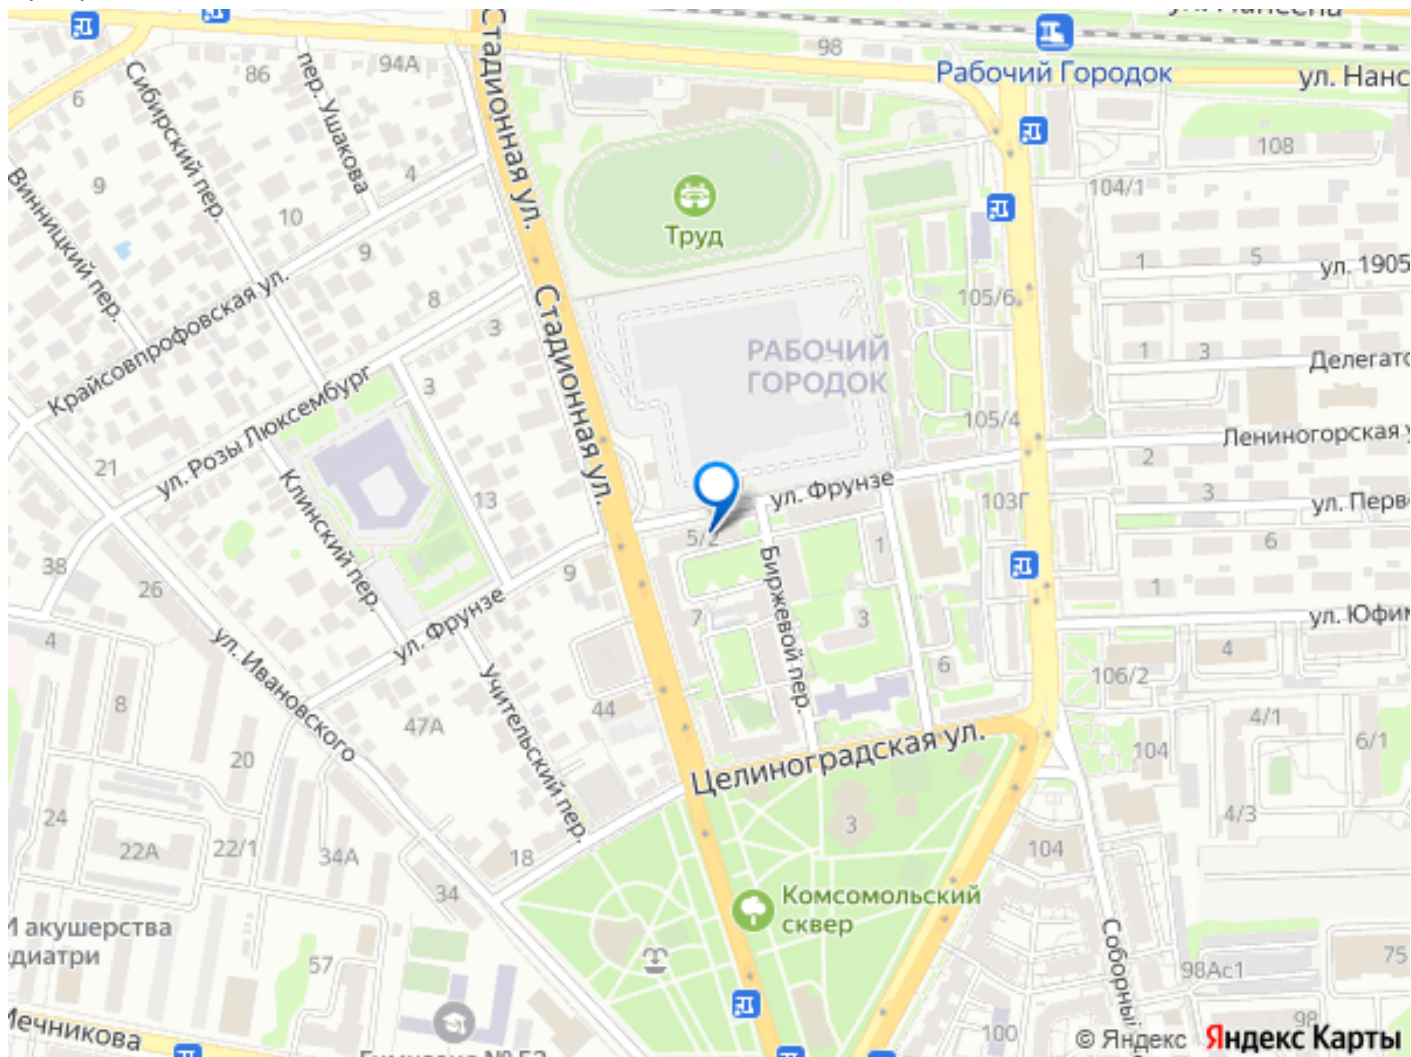 98
94А
86
6
Рабочий Городок
ул. Нанс
Стадионная ул.
Сибирский пер.
пер. Ушакова
108
104/1
4
9
10
Винницкий пер.
Труд
9
1
5
ул. 1905
8
105/6
Крайсовпрофовская ул.
3
Стадионная ул.
РАБОЧИЙ
ГОРОДОК
1
3
Делегатс
3
ул. Розы Люксембург
105/4
Лениногорская у
21
2
Клинский пер.
13
ул. Фрунзе
103Г
3
ул. Перв
5/2
1
6
38
9
Биржевой пер.
26
1
ул. Фрунзе
7
3
ул. Юфим
4
ул. Ивановского
4
6
106/2
Учительский пер.
8
44
47А
4/1
6/1
Целиноградская ул.
104
20
24
4/3
3
22А
22/1
34А
18
104
34
Комсомольский
сквер
И акушерства
диатри
57
Соборны
98Ас1
75
Мечникова
100
98
© Яндекс
Яндекс Карты